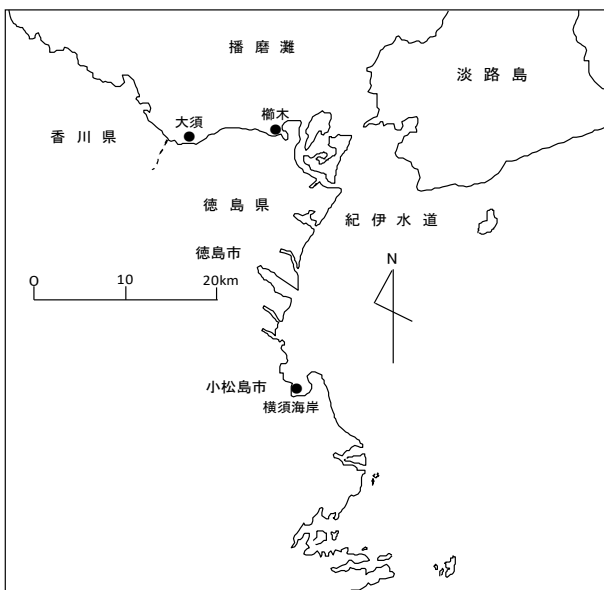 播磨灘
淡路島
大須
櫛木
香川県
徳島県
紀伊水道
徳島市
N
0 10 20km
小松島市
横須海岸